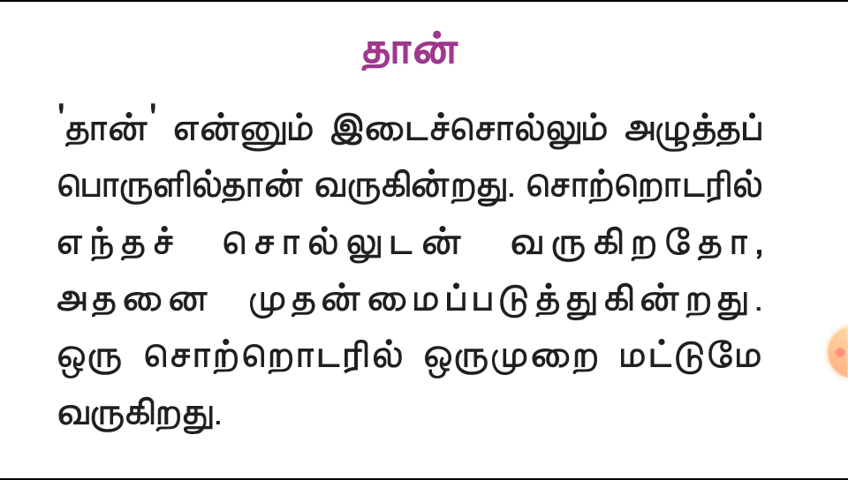 தான்
'தான்' என்னும் இடைச்சொல்லும் அழுத்தப்
பொருளில்தான் வருகின்றது. சொற்றொடரில்
எந்தச் சொல்லுடன் வருகிறதோ,
அதனை முதன்மைப்படுத்துகின்றது.
ஒரு சொற்றொடரில் ஒருமுறை மட்டுமே
வருகிறது.